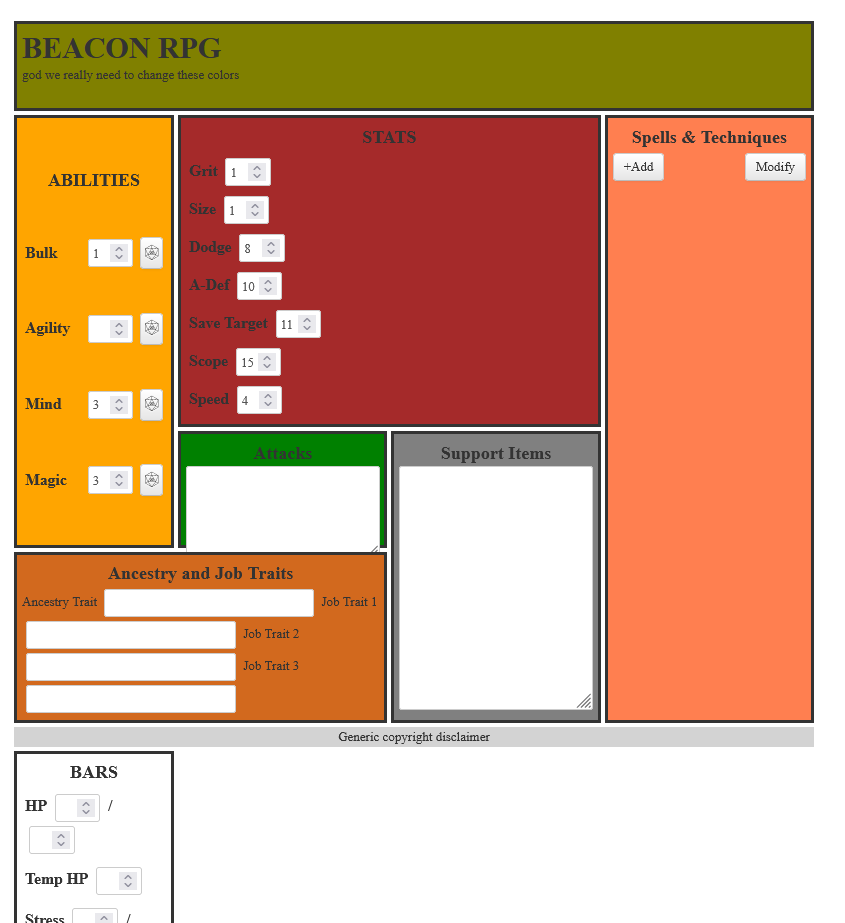 BEACON RPG
god we really need to change these colors
ABILITIES
Bulk 1
Agility
Mind 3
Magic 3
STATS
Grit 1
Size 1
Dodge 8
A-Def 10
Save Target 11
Scope 15
Speed 4
Spells & Techniques
+Add Modify
Attacks
Support Items
Ancestry and Job Traits
Ancestry Trait Job Trait 1
Job Trait 2
Job Trait 3
Generic copyright disclaimer
BARS
HP /
Temp HP
Stress /